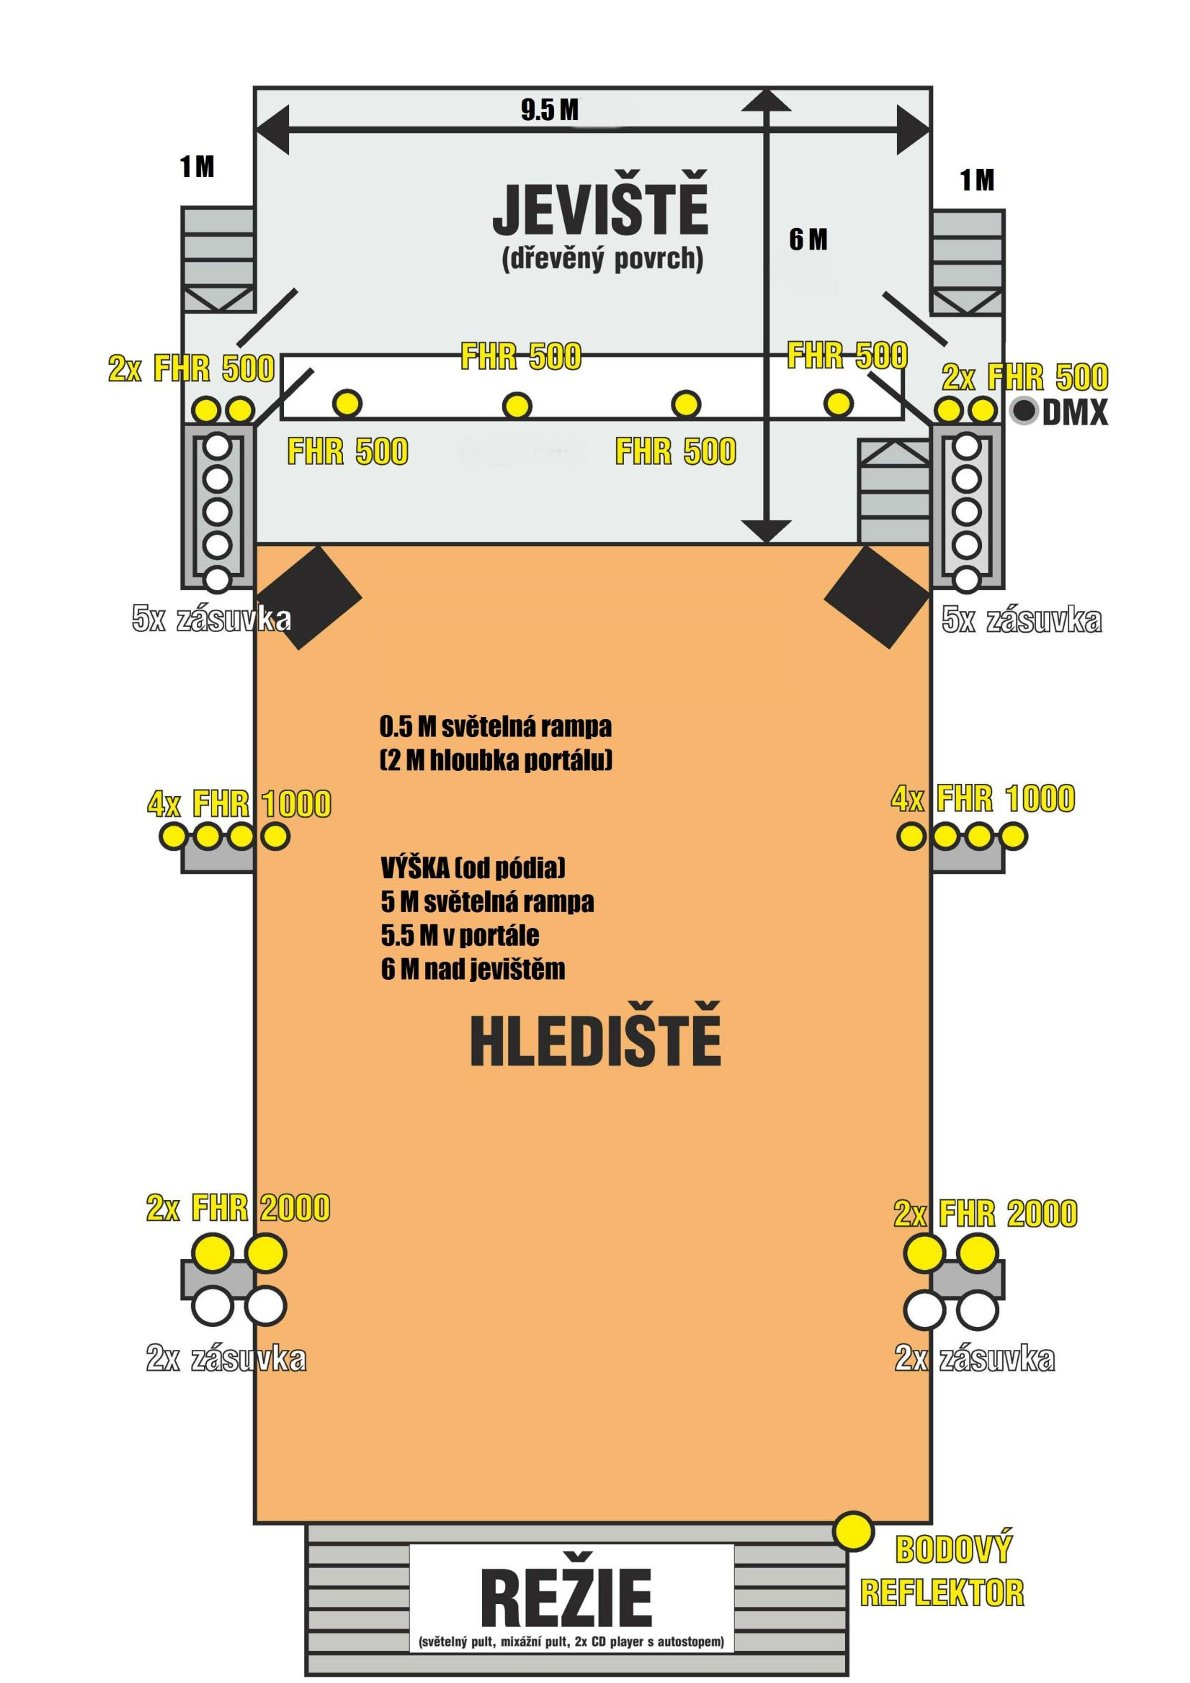 9.5 M
1 M
1 M
JEVIŠTĚ
(dřevěný povrch)
6 M
2x FHR 500
FHR 500
FHR 500
2x FHR 500
DMX
FHR 500
FHR 500
5x zásuvka
5x zásuvka
0.5 M světelná rampa
(2 M hloubka portálu)
4x FHR 1000
4x FHR 1000
VÝŠKA (od pódia)
5 M světelná rampa
5.5 M v portále
6 M nad jevištěm
HLEDIŠTĚ
2x FHR 2000
2x FHR 2000
2x zásuvka
2x zásuvka
BODOVÝ
REFLEKTOR
REŽIE
(světelný pult, mixážní pult, 2x CD player s autostopem)